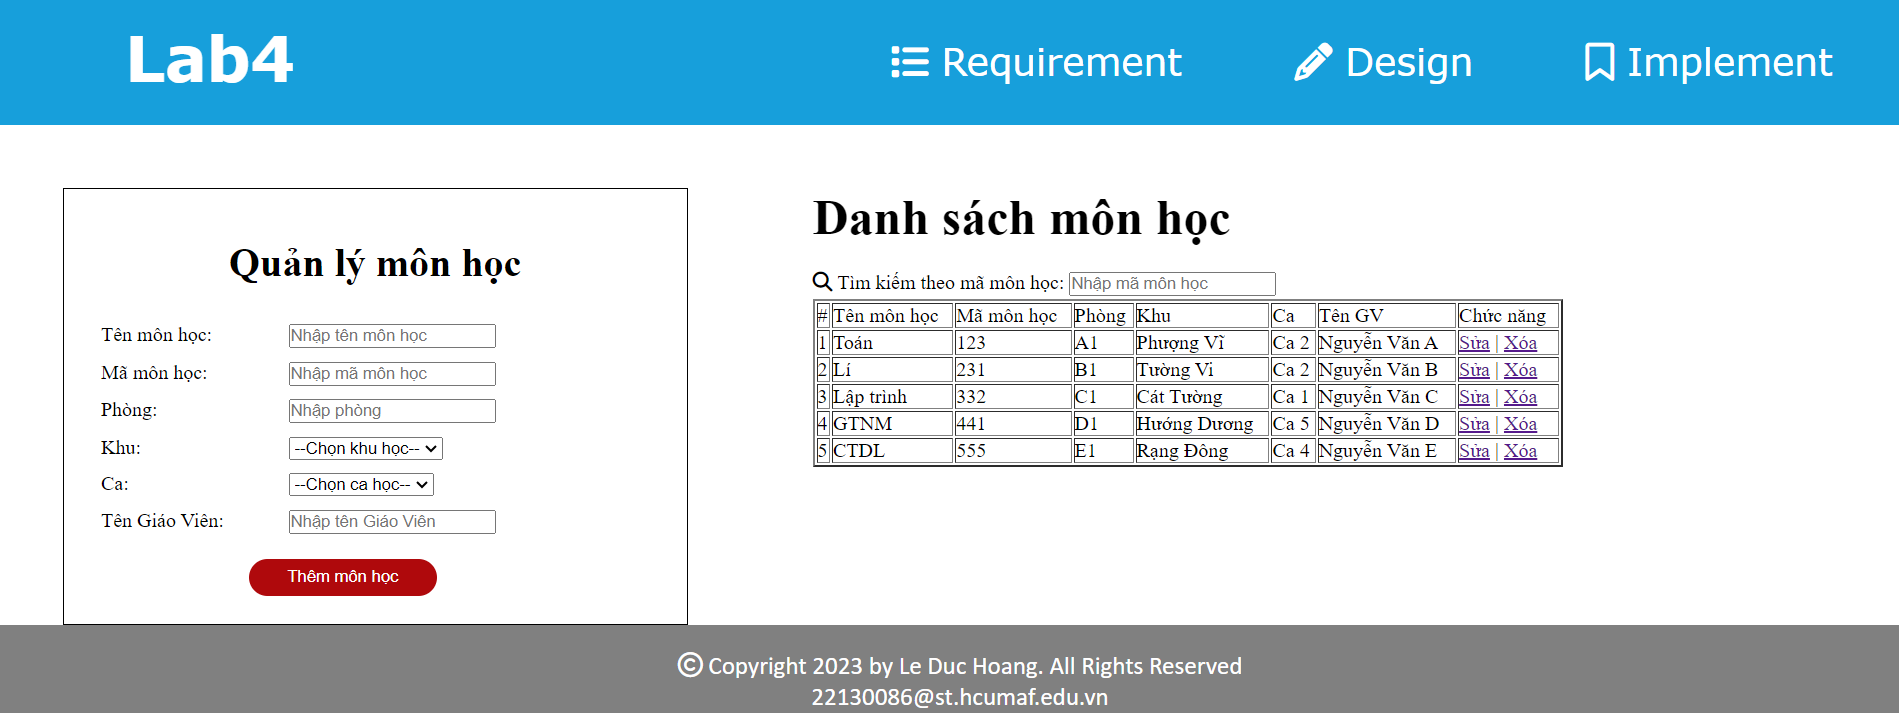 Lab4
Requirement
Design
Implement
Quản lý môn học
Tên môn học: Nhập tên môn học
Mã môn học: Nhập mã môn học
Phòng: Nhập phòng
Khu: --Chọn khu học--
Ca: --Chọn ca học--
Tên Giáo Viên: Nhập tên Giáo Viên
Thêm môn học
Danh sách môn học
Tìm kiếm theo mã môn học: Nhập mã môn học
# Tên môn học Mã môn học Phòng Khu Ca Tên GV Chức năng
1 Toán 123 A1 Phượng Vĩ Ca 2 Nguyễn Văn A Sửa | Xóa
2 Lí 231 B1 Tường Vi Ca 2 Nguyễn Văn B Sửa | Xóa
3 Lập trình 332 C1 Cát Tường Ca 1 Nguyễn Văn C Sửa | Xóa
4 GTNM 441 D1 Hướng Dương Ca 5 Nguyễn Văn D Sửa | Xóa
5 CTDL 555 E1 Rạng Đông Ca 4 Nguyễn Văn E Sửa | Xóa
© Copyright 2023 by Le Duc Hoang. All Rights Reserved
22130086@st.hcumaf.edu.vn